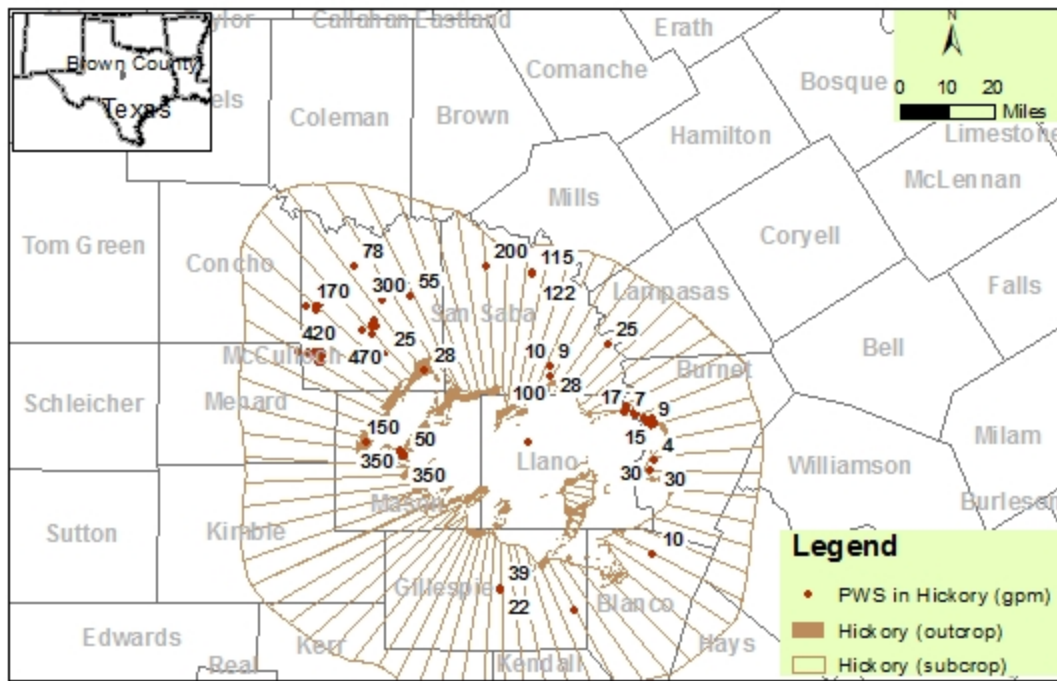 Taylor
Callahan
Eastland
Erath
Brown County
Texas
Comanche
Bosque
N
0 10 20
Miles
Coleman
Brown
Hamilton
Limestone
McLennan
Mills
Tom Green
Concho
Coryell
78
200
115
170
300
55
122
Lampasas
Falls
San Saba
420
25
25
McCulloch
470
28
10
9
Burnet
Bell
100
28
Schleicher
Menard
17
7
9
150
50
15
4
Milam
350
350
Llano
30
30
Williamson
Mason
Burleson
Sutton
Kimble
10
Legend
39
Gillespie
22
Blanco
PWS in Hickory (gpm)
Hickory (outcrop)
Hickory (subcrop)
Edwards
Kerr
Real
Kendall
Hays